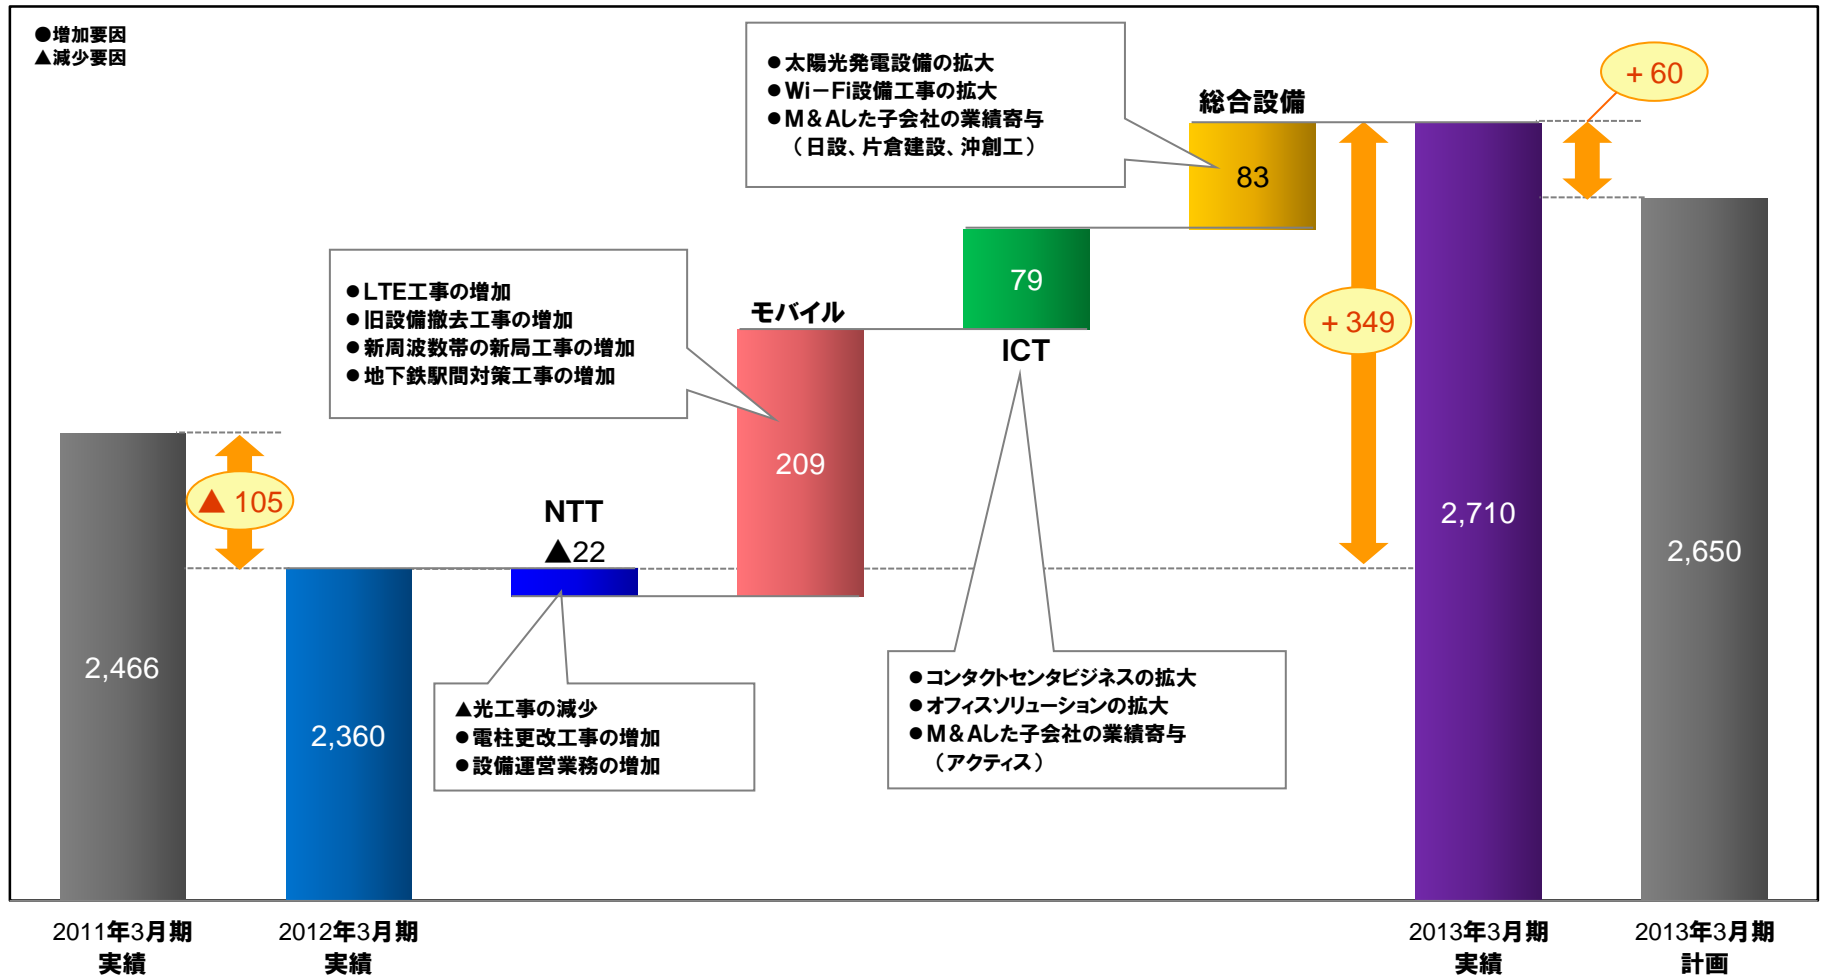 ●増加要因
▲減少要因
●太陽光発電設備の拡大
●Wi-Fi設備工事の拡大
●M&Aした子会社の業績寄与
（日設、片倉建設、沖創工）
総合設備
83
+ 60
●LTE工事の増加
●旧設備撤去工事の増加
●新周波数帯の新局工事の増加
●地下鉄駅間対策工事の増加
モバイル
209
79
ICT
+ 349
▲ 105
NTT
▲22
2,466
2,360
2,710
2,650
▲光工事の減少
●電柱更改工事の増加
●設備運営業務の増加
●コンタクトセンタビジネスの拡大
●オフィスソリューションの拡大
●M&Aした子会社の業績寄与
（アクティス）
2011年3月期
実績
2012年3月期
実績
2013年3月期
実績
2013年3月期
計画